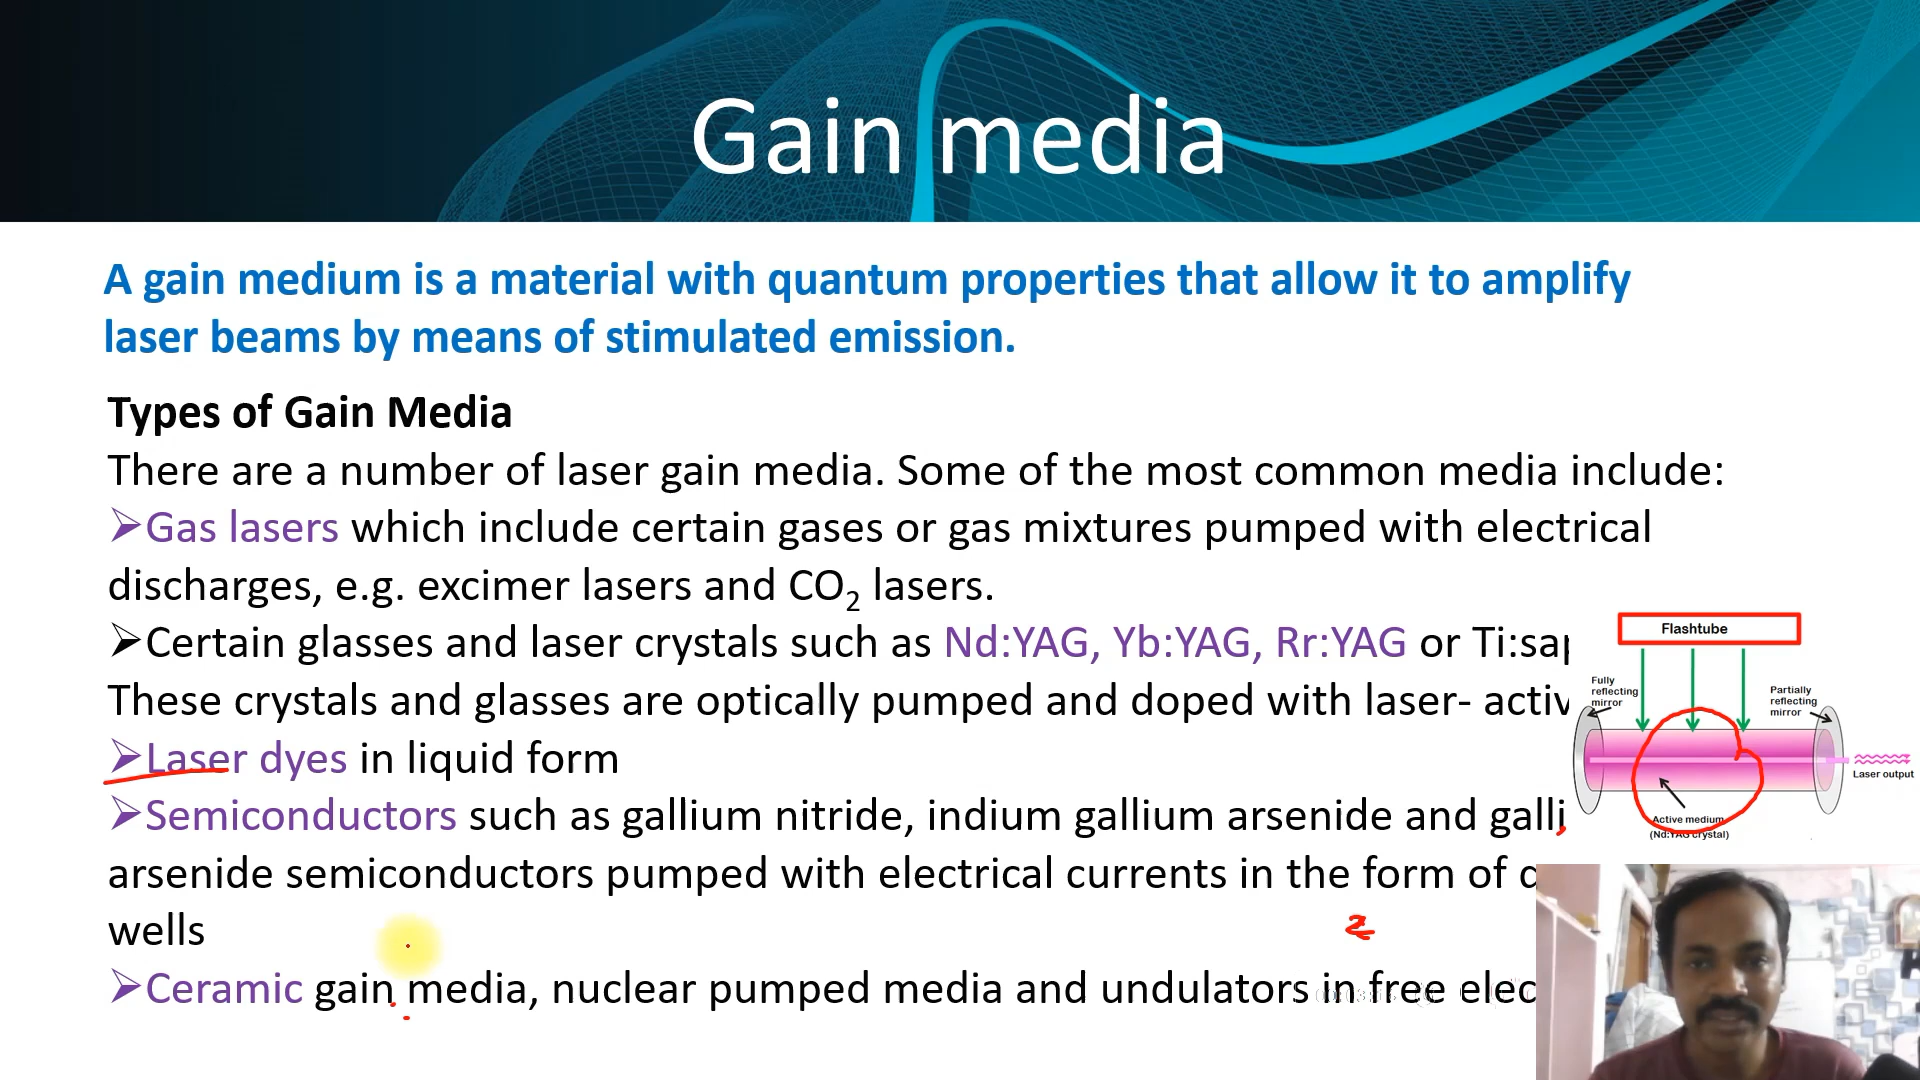 Gain media
A gain medium is a material with quantum properties that allow it to amplify
laser beams by means of stimulated emission.
Types of Gain Media
There are a number of laser gain media. Some of the most common media include:
➢Gas lasers which include certain gases or gas mixtures pumped with electrical
discharges, e.g. excimer lasers and CO₂ lasers.
➢Certain glasses and laser crystals such as Nd:YAG, Yb:YAG, Rr:YAG or
These crystals and glasses are optically pumped and doped with laser-
➢Laser dyes in liquid form
➢Semiconductors such as gallium nitride, indium gallium arsenide and
arsenide semiconductors pumped with electrical currents in the form of
wells
➢Ceramic gain media, nuclear pumped media and undulators in free
Flashtube
Fully
reflecting
mirror
Partially
reflecting
mirror
Laser output
Active medium
(Nd:YAG crystal)